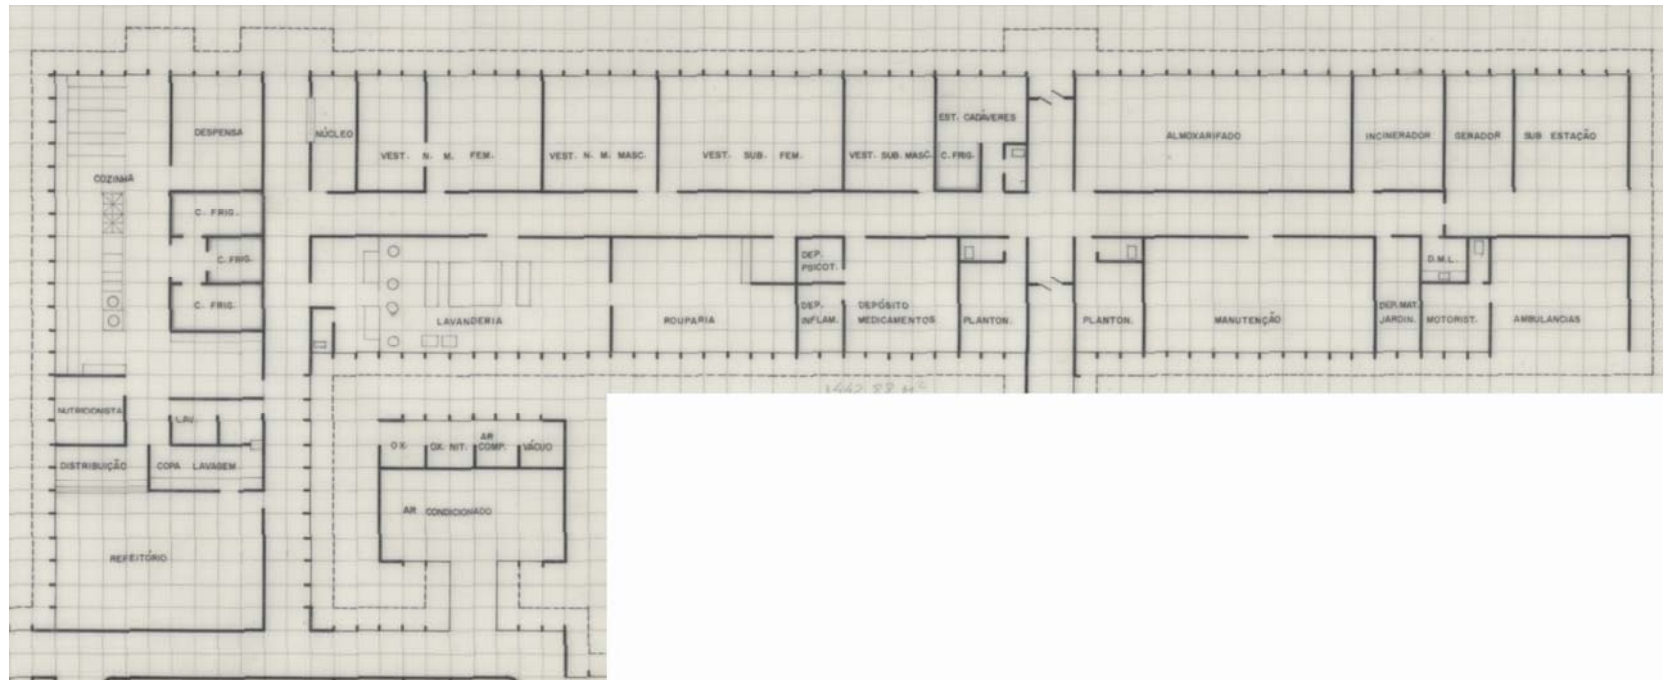 DESPENSA
NÚCLEO
VEST. N. M. FEM.
VEST. N. M. MASC.
VEST. SUB. FEM.
VEST. SUB. MASC.
EST. CADÁVERES
C. FRIG.
ALMOXARIFADO
INCINERADOR
GERADOR
SUB ESTAÇÃO
COZINHA
C. FRIG.
C. FRIG.
C. FRIG.
LAVANDERIA
ROUPARIA
DEP.
PSICOT.
DEP.
INFLAM.
DEPÓSITO
MEDICAMENTOS
PLANTON.
PLANTON.
MANUTENÇÃO
DEP. MAT.
JARDIN.
D.M.L.
MOTORIST.
AMBULANCIAS
NUTRICIONISTA
LAV.
DISTRIBUIÇÃO
COPA LAVAGEM
OX.
OX. NIT.
AR
COMP.
VÁCUO
AR CONDICIONADO
REFEITÓRIO